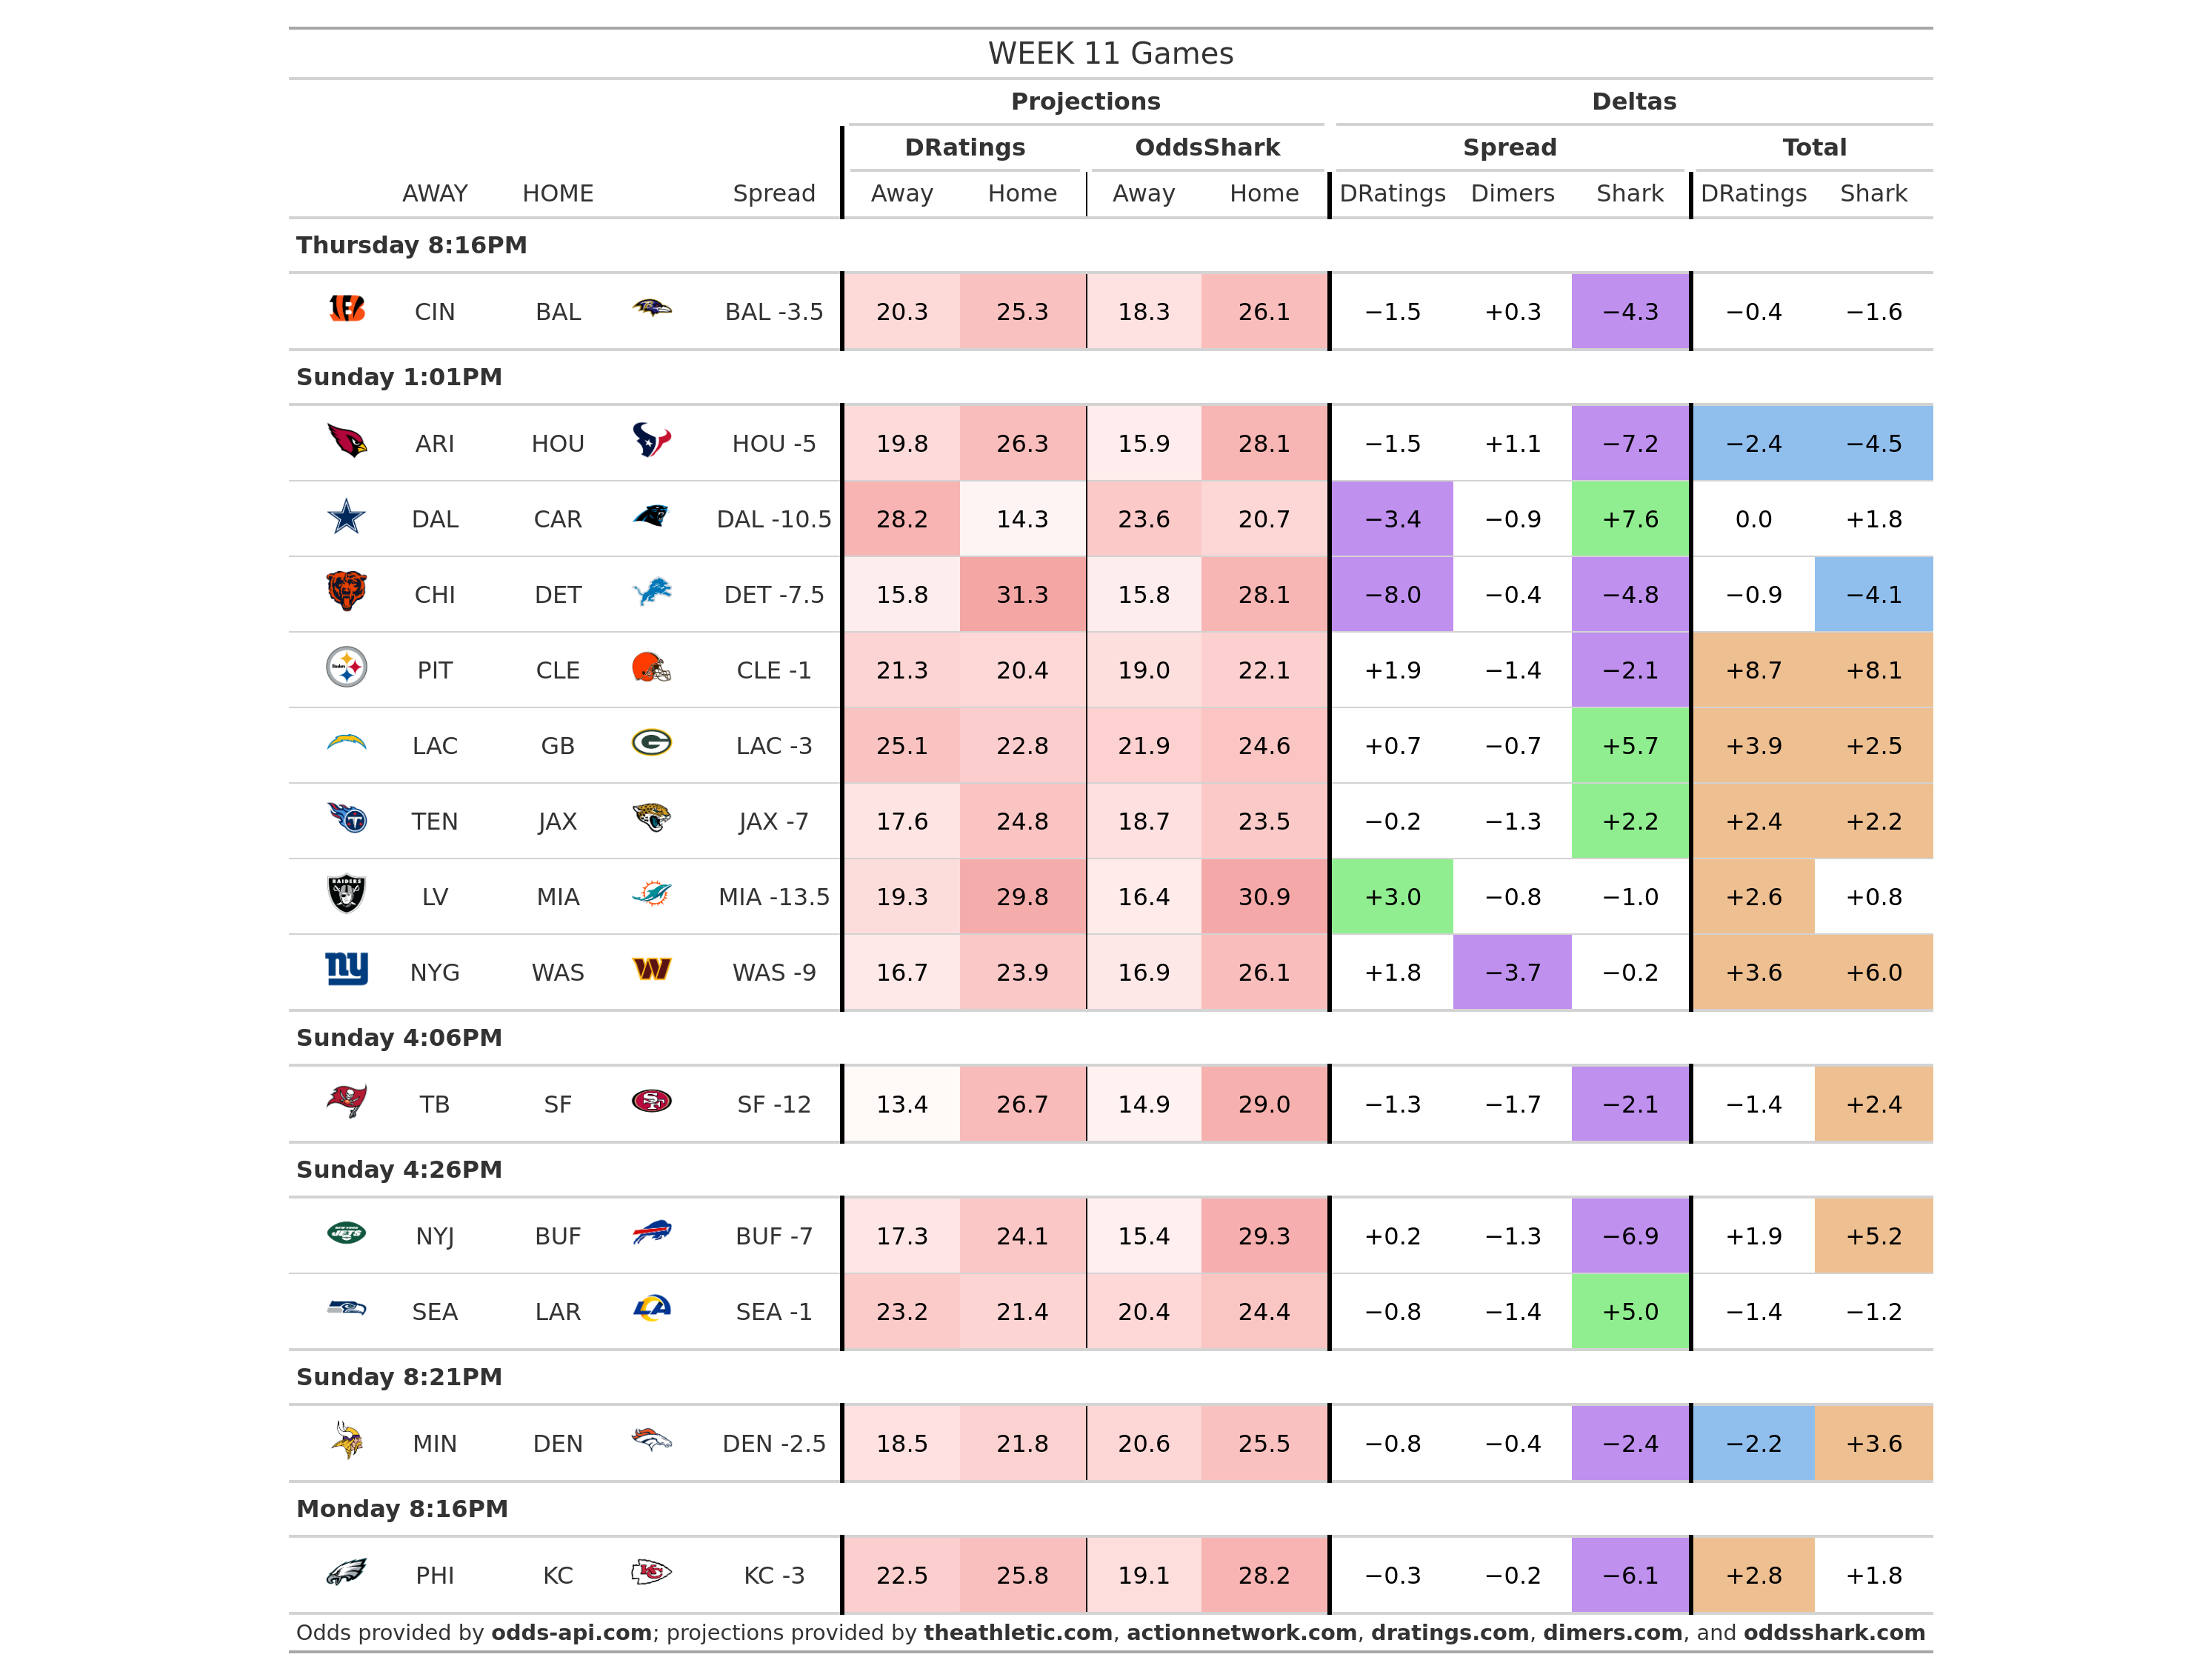 WEEK 11 Games
Projections Deltas
DRatings OddsShark Spread Total
AWAY HOME Spread Away Home Away Home DRatings Dimers Shark DRatings Shark
Thursday 8:16PM
CIN BAL BAL -3.5 20.3 25.3 18.3 26.1 −1.5 +0.3 −4.3 −0.4 −1.6
Sunday 1:01PM
ARI HOU HOU -5 19.8 26.3 15.9 28.1 −1.5 +1.1 −7.2 −2.4 −4.5
DAL CAR DAL -10.5 28.2 14.3 23.6 20.7 −3.4 −0.9 +7.6 0.0 +1.8
CHI DET DET -7.5 15.8 31.3 15.8 28.1 −8.0 −0.4 −4.8 −0.9 −4.1
PIT CLE CLE -1 21.3 20.4 19.0 22.1 +1.9 −1.4 −2.1 +8.7 +8.1
LAC GB LAC -3 25.1 22.8 21.9 24.6 +0.7 −0.7 +5.7 +3.9 +2.5
TEN JAX JAX -7 17.6 24.8 18.7 23.5 −0.2 −1.3 +2.2 +2.4 +2.2
RAIDERS LV MIA MIA -13.5 19.3 29.8 16.4 30.9 +3.0 −0.8 −1.0 +2.6 +0.8
ny NYG WAS W WAS -9 16.7 23.9 16.9 26.1 +1.8 −3.7 −0.2 +3.6 +6.0
Sunday 4:06PM
TB SF SF SF -12 13.4 26.7 14.9 29.0 −1.3 −1.7 −2.1 −1.4 +2.4
Sunday 4:26PM
JETS NYJ BUF BUF -7 17.3 24.1 15.4 29.3 +0.2 −1.3 −6.9 +1.9 +5.2
SEA LAR LA SEA -1 23.2 21.4 20.4 24.4 −0.8 −1.4 +5.0 −1.4 −1.2
Sunday 8:21PM
MIN DEN DEN -2.5 18.5 21.8 20.6 25.5 −0.8 −0.4 −2.4 −2.2 +3.6
Monday 8:16PM
PHI KC KC KC -3 22.5 25.8 19.1 28.2 −0.3 −0.2 −6.1 +2.8 +1.8
Odds provided by odds-api.com; projections provided by theathletic.com, actionnetwork.com, dratings.com, dimers.com, and oddsshark.com